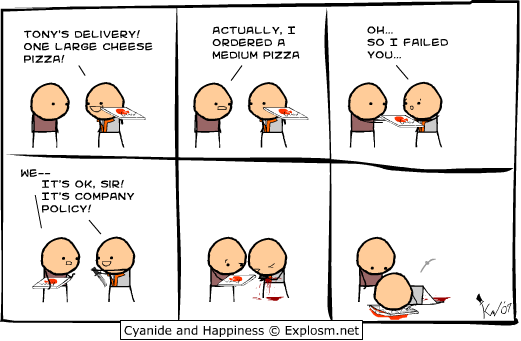 TONY'S DELIVERY!
ONE LARGE CHEESE
PIZZA!
ACTUALLY, I
ORDERED A
MEDIUM PIZZA
OH...
SO I FAILED
YOU...
WE--
IT'S OK, SIR!
IT'S COMPANY
POLICY!
Cyanide and Happiness © Explosm.net